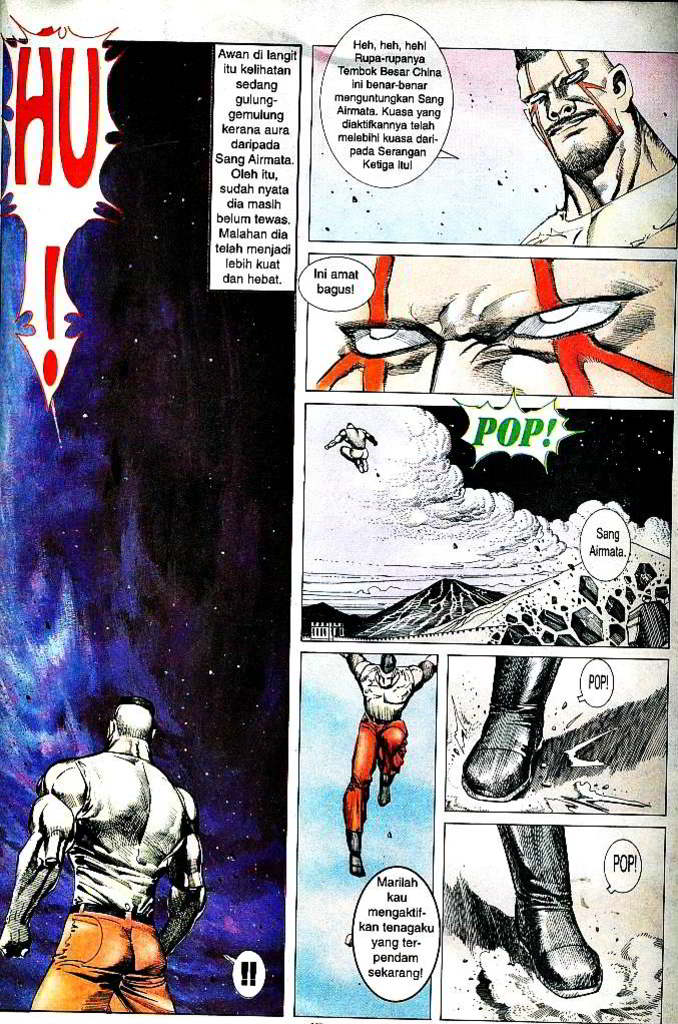 HU
!
Awan di langit
itu kelihatan
sedang
gulung-
gemulung
kerana aura
daripada
Sang Airmata.
Oleh itu,
sudah nyata
dia masih
belum tewas.
Malahan dia
telah menjadi
lebih kuat
dan hebat.
!!
Heh, heh, heh!
Rupa-rupanya
Tembok Besar China
ini benar-benar
menguntungkan Sang
Airmata. Kuasa yang
diaktifkannya telah
melebihi kuasa dari-
pada Serangan
Ketiga itu!
Ini amat
bagus!
POP!
Sang
Airmata.
Marilah
kau
mengaktif-
kan tenagaku
yang ter-
pendam
sekarang!
POP!
POP!